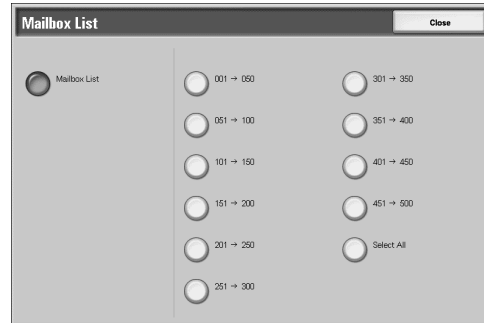 Mailbox List
Close
Mailbox List
001 → 050
051 → 100
101 → 150
151 → 200
201 → 250
251 → 300
301 → 350
351 → 400
401 → 450
451 → 500
Select All